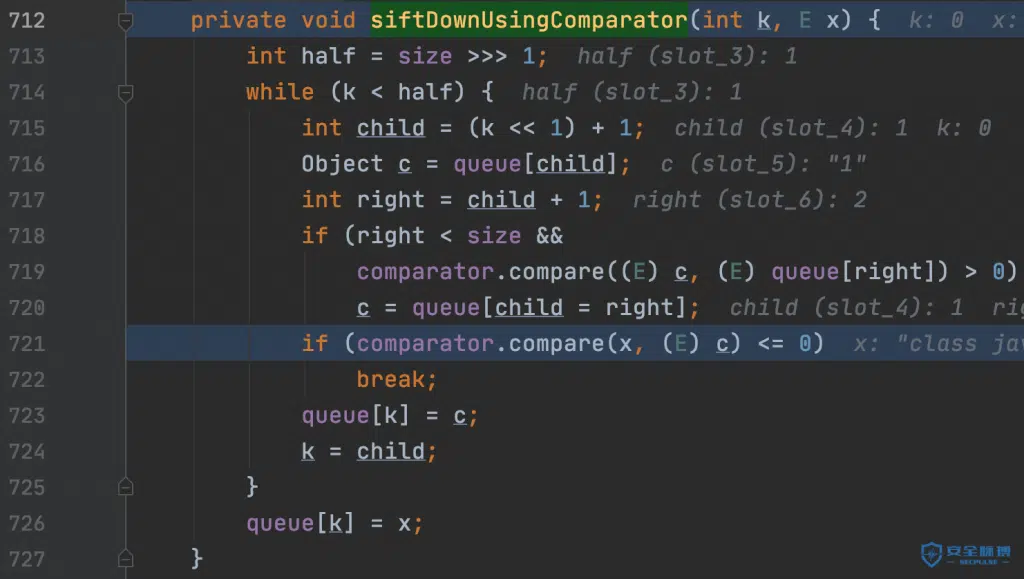 712 private void siftDownUsingComparator(int k, E x) { k: 0 x:
713 int half = size >>> 1; half (slot_3): 1
714 while (k < half) { half (slot_3): 1
715 int child = (k << 1) + 1; child (slot_4): 1 k: 0
716 Object c = queue[child]; c (slot_5): "1"
717 int right = child + 1; right (slot_6): 2
718 if (right < size &&
719 comparator.compare((E) c, (E) queue[right]) > 0)
720 c = queue[child = right]; child (slot_4): 1 rig
721 if (comparator.compare(x, (E) c) <= 0) x: "class jav
722 break;
723 queue[k] = c;
724 k = child;
725 }
726 queue[k] = x;
727 }
安全脉搏
SECPULSE